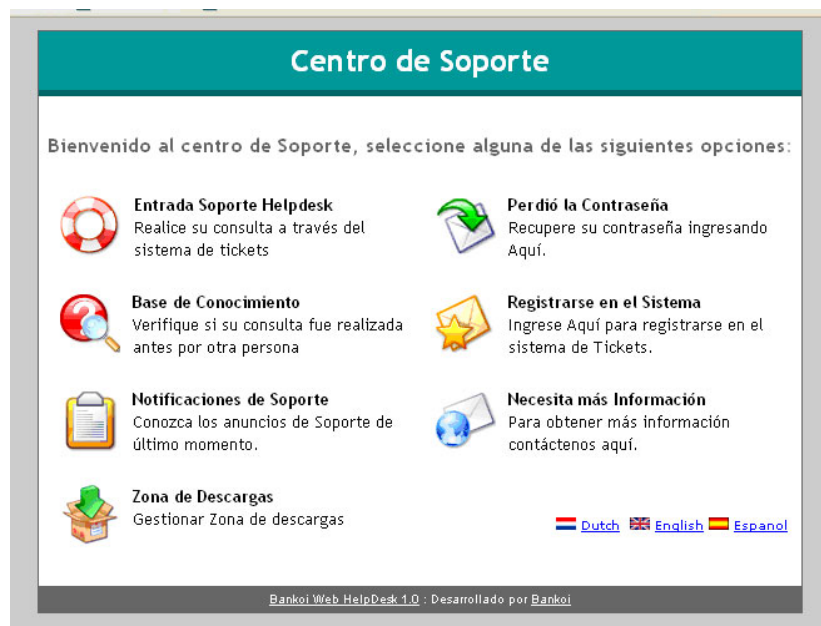 Centro de Soporte
Bienvenido al centro de Soporte, seleccione alguna de las siguientes opciones:
Entrada Soporte Helpdesk
Realice su consulta a través del
sistema de tickets
Perdió la Contraseña
Recupere su contraseña ingresando
Aquí.
Base de Conocimiento
Verifique si su consulta fue realizada
antes por otra persona
Registrarse en el Sistema
Ingrese Aquí para registrarse en el
sistema de Tickets.
Notificaciones de Soporte
Conozca los anuncios de Soporte de
último momento.
Necesita más Información
Para obtener más información
contáctenos aquí.
Zona de Descargas
Gestionar Zona de descargas
Dutch English Espanol
Bankoi Web HelpDesk 1.0 : Desarrollado por Bankoi